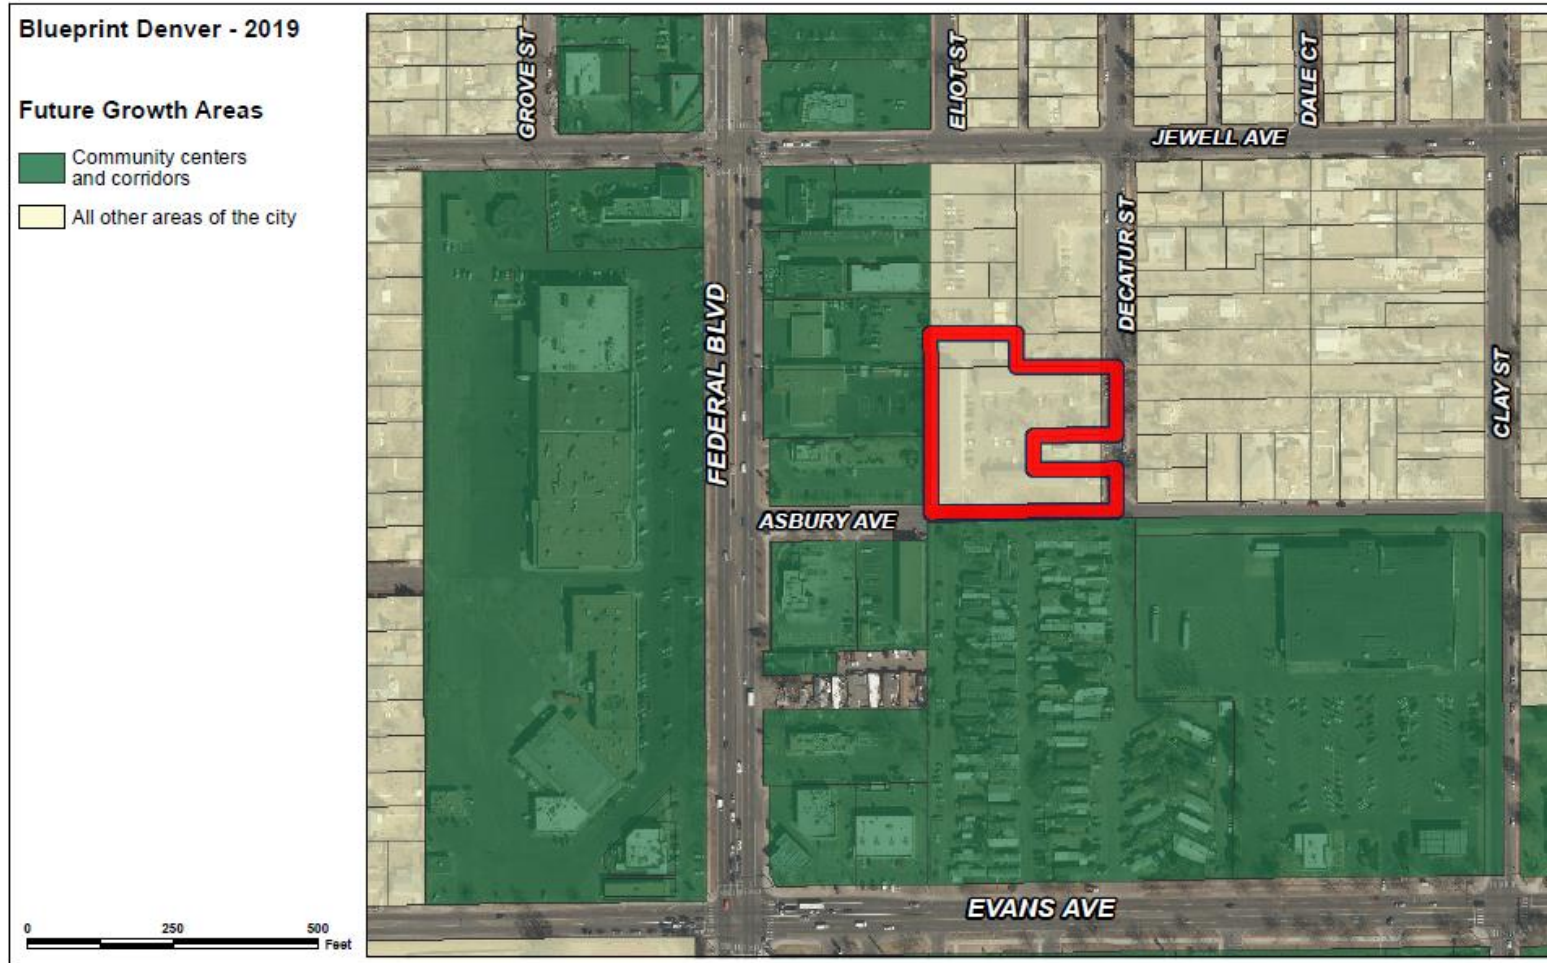 Blueprint Denver - 2019
Future Growth Areas
Community centers
and corridors
All other areas of the city
0 250 500
Feet
GROVE ST
ELIOT ST
DALE CT
JEWELL AVE
DECATUR ST
FEDERAL BLVD
CLAY ST
ASBURY AVE
EVANS AVE